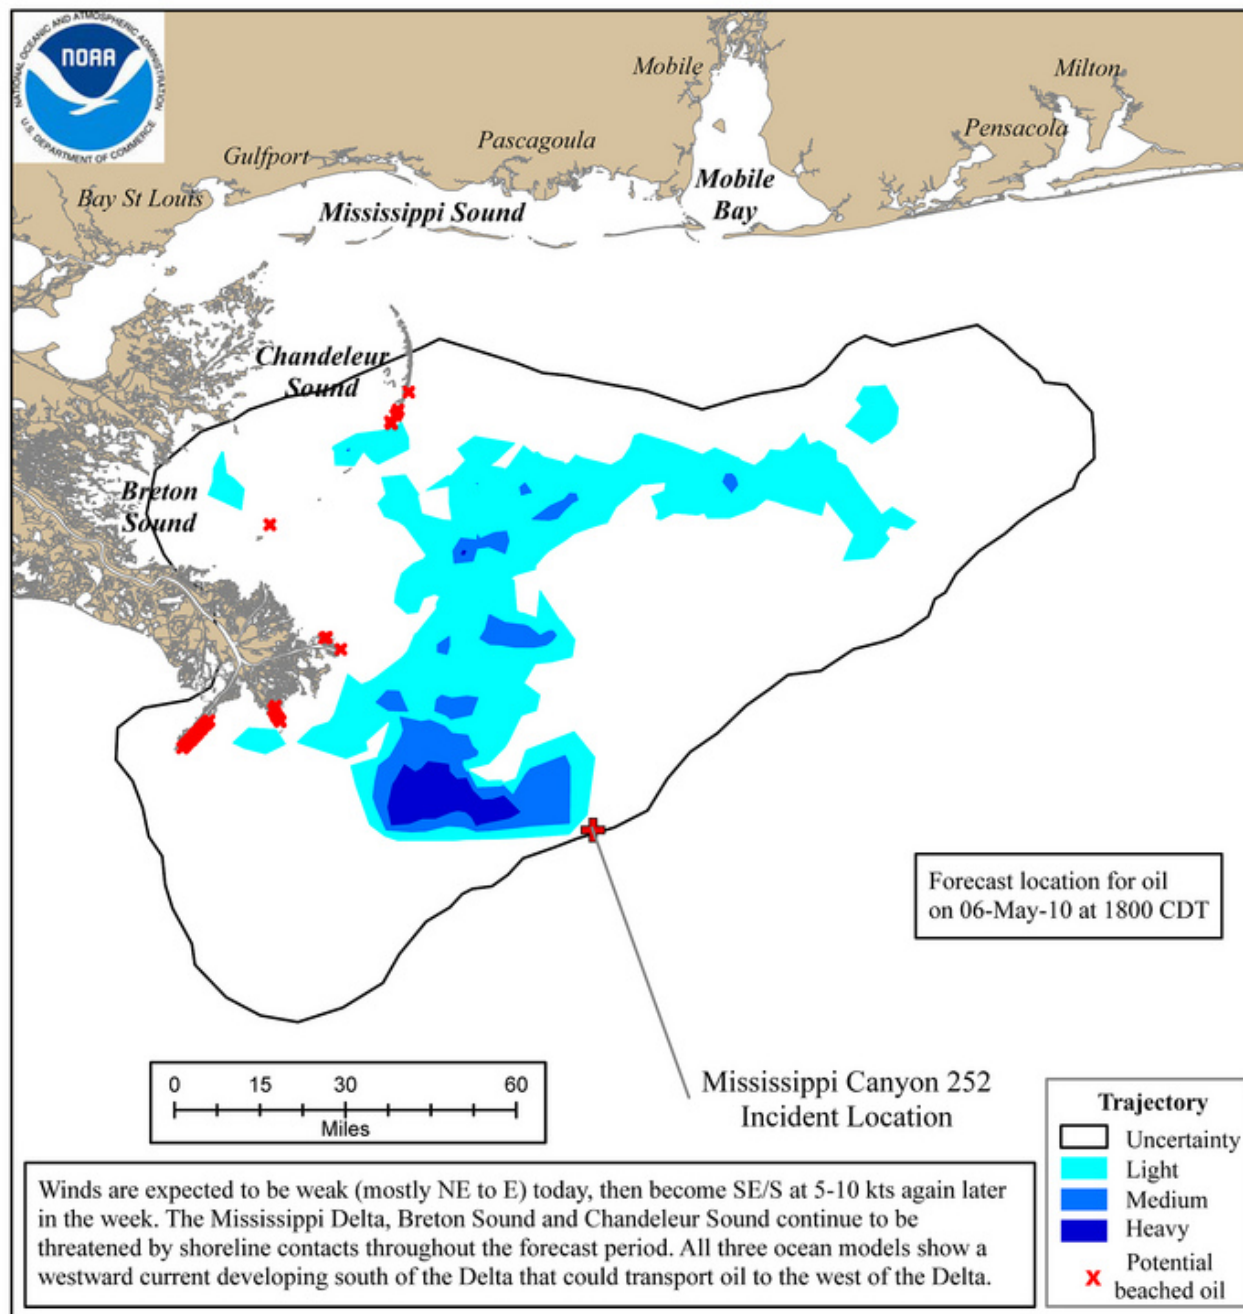 NATIONAL OCEANIC AND ATMOSPHERIC ADMINISTRATION
NOAA
U.S. DEPARTMENT OF COMMERCE
Mobile
Milton
Pensacola
Pascagoula
Gulfport
Mobile
Bay
Bay St Louis
Mississippi Sound
Chandeleur
Sound
Breton
Sound
Forecast location for oil
on 06-May-10 at 1800 CDT
0 15 30 60
Miles
Mississippi Canyon 252
Incident Location
Trajectory
Uncertainty
Light
Medium
Heavy
Potential
beached oil
Winds are expected to be weak (mostly NE to E) today, then become SE/S at 5-10 kts again later
in the week. The Mississippi Delta, Breton Sound and Chandeleur Sound continue to be
threatened by shoreline contacts throughout the forecast period. All three ocean models show a
westward current developing south of the Delta that could transport oil to the west of the Delta.